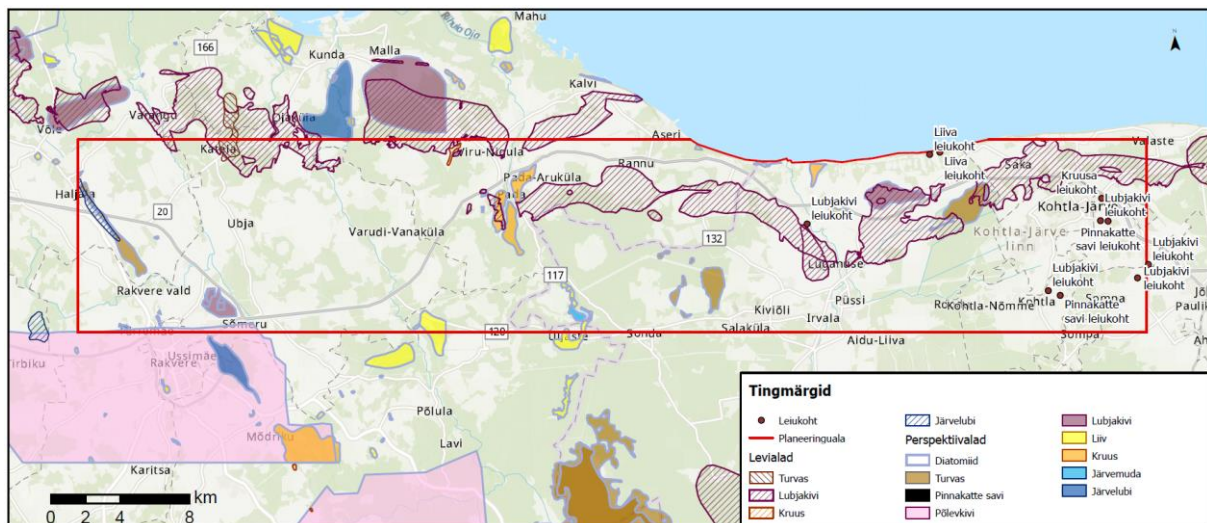 Mahu
166
Kunda
Malla
Kalvi
Võle
Varangu
Ojaküla
Aseri
Liiva
leiukoht
Valaste
Katela
Viru-Nigula
Rannu
Liiva
leiukoht
Saka
Haljala
Pada-Aruküla
Kruusa
leiukoht
20
Lubjakivi
leiukoht
Kohtla-Järve
Lubjakivi
leiukoht
Ubja
Varudi-Vanaküla
132
Kohtla-Järve
linn
Pinnakatte
savi leiukoht
Lubjakivi
leiukoht
Lüganuse
117
Lubjakivi
leiukoht
Lubjakivi
leiukoht
Rakvere vald
Kiviõli
Püssi
Kohtla-Nõmme
Kohtla
Sompa
Pinnakatte
savi leiukoht
Sõmeru
Irvala
Salaküla
Sonda
Sompa
Aidu-Liiva
Ussimäe
Rakvere
Põlula
Mõdriku
Lavi
Karitsa
km
0 2 4 8
Tingmärgid
Leiukoht
Planeeringuala
Levialad
Turvas
Lubjakivi
Kruus
Järvelubi
Perspektiivalad
Diatomiid
Turvas
Pinnakatte savi
Põlevkivi
Lubjakivi
Liiv
Kruus
Järvemuda
Järvelubi